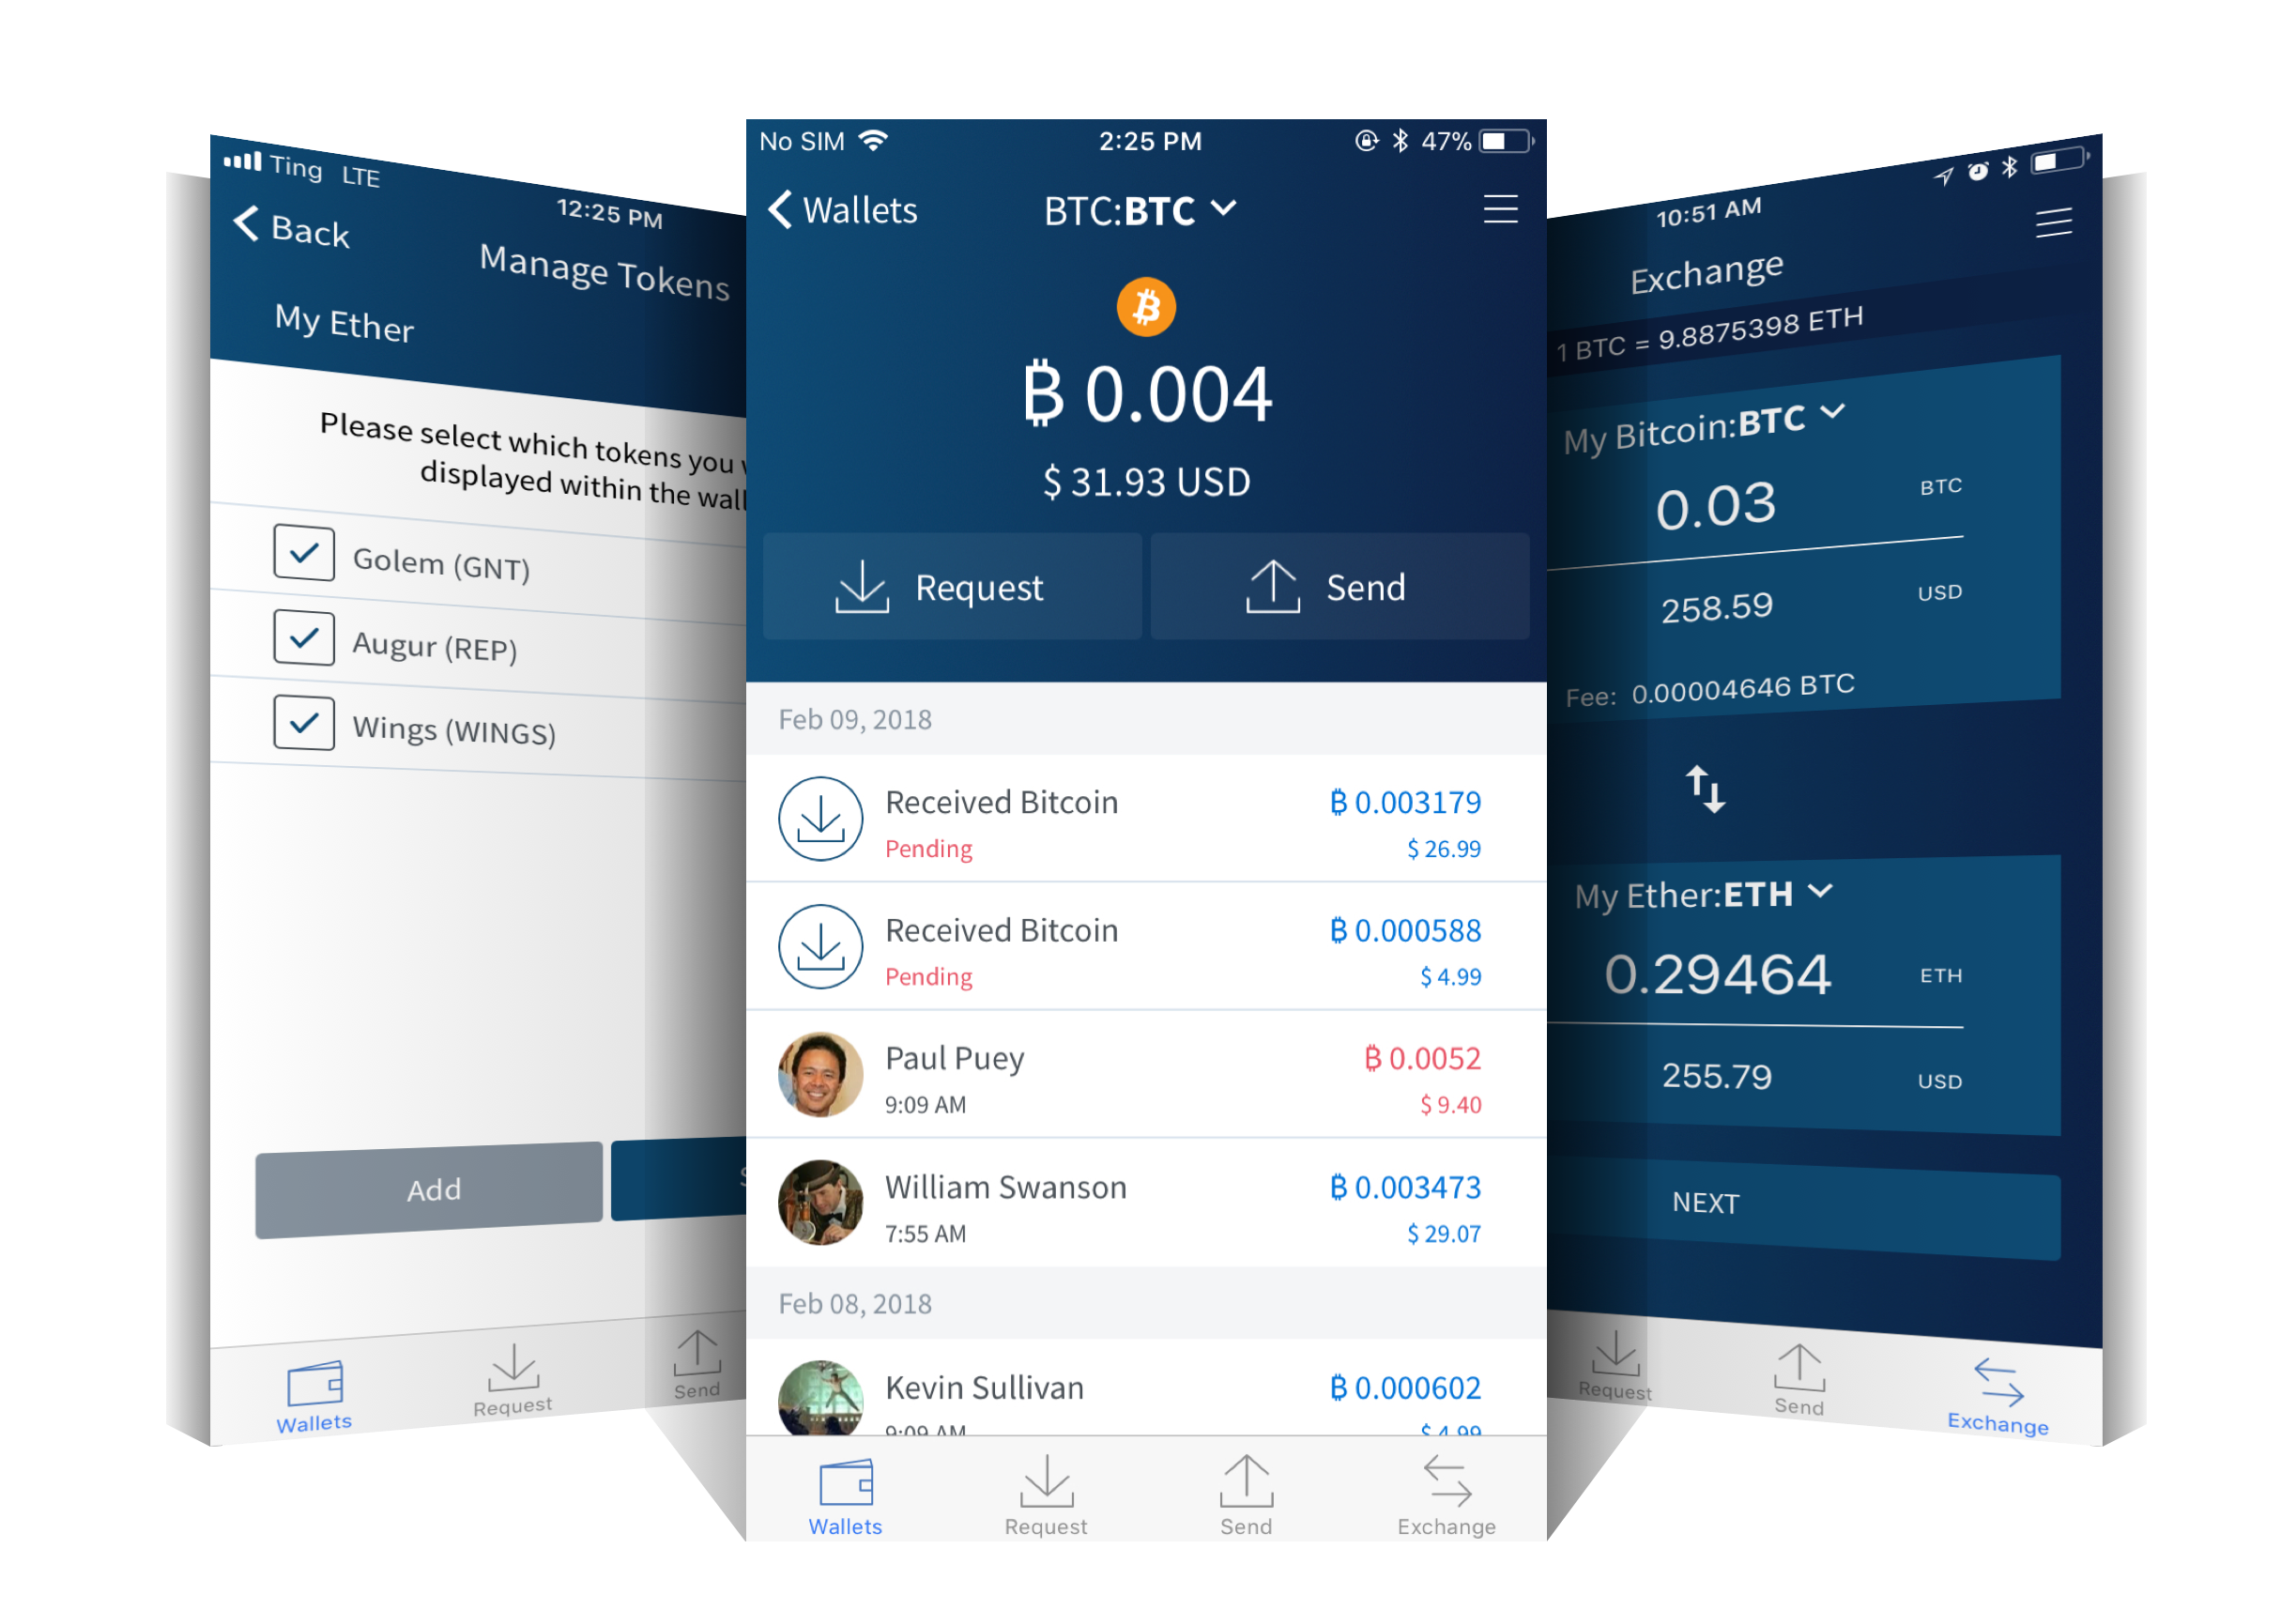 Ting LTE
12:25 PM
Back
Manage Tokens
My Ether
Please select which tokens you
displayed within the
Golem (GNT)
Augur (REP)
Wings (WINGS)
Add
Wallets
Request
Send
No SIM
2:25 PM
47%
Wallets
BTC:BTC
₿ 0.004
$ 31.93 USD
Request
Send
Feb 09, 2018
Received Bitcoin
₿ 0.003179
Pending
$ 26.99
Received Bitcoin
₿ 0.000588
Pending
$ 4.99
Paul Puey
₿ 0.0052
9:09 AM
$ 9.40
William Swanson
₿ 0.003473
7:55 AM
$ 29.07
Feb 08, 2018
Kevin Sullivan
₿ 0.000602
9:09 AM
$ 4.99
Wallets
Request
Send
Exchange
10:51 AM
Exchange
1 BTC = 9.8875398 ETH
My Bitcoin:BTC
0.03
BTC
258.59
USD
Fee: 0.00004646 BTC
My Ether:ETH
0.29464
ETH
255.79
USD
NEXT
Request
Send
Exchange